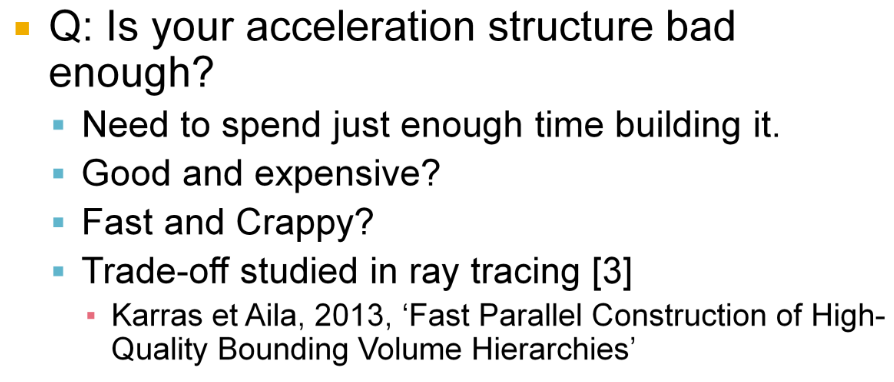 Q: Is your acceleration structure bad
enough?
Need to spend just enough time building it.
Good and expensive?
Fast and Crappy?
Trade-off studied in ray tracing [3]
Karras et Aila, 2013, ‘Fast Parallel Construction of High-
Quality Bounding Volume Hierarchies’